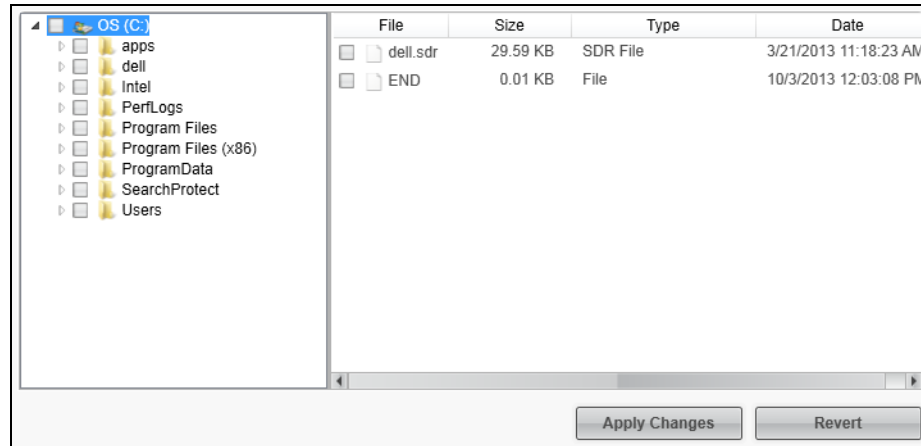 OS (C:)
apps
dell
Intel
PerfLogs
Program Files
Program Files (x86)
ProgramData
SearchProtect
Users
File Size Type Date
dell.sdr 29.59 KB SDR File 3/21/2013 11:18:23 AM
END 0.01 KB File 10/3/2013 12:03:08 PM
Apply Changes Revert